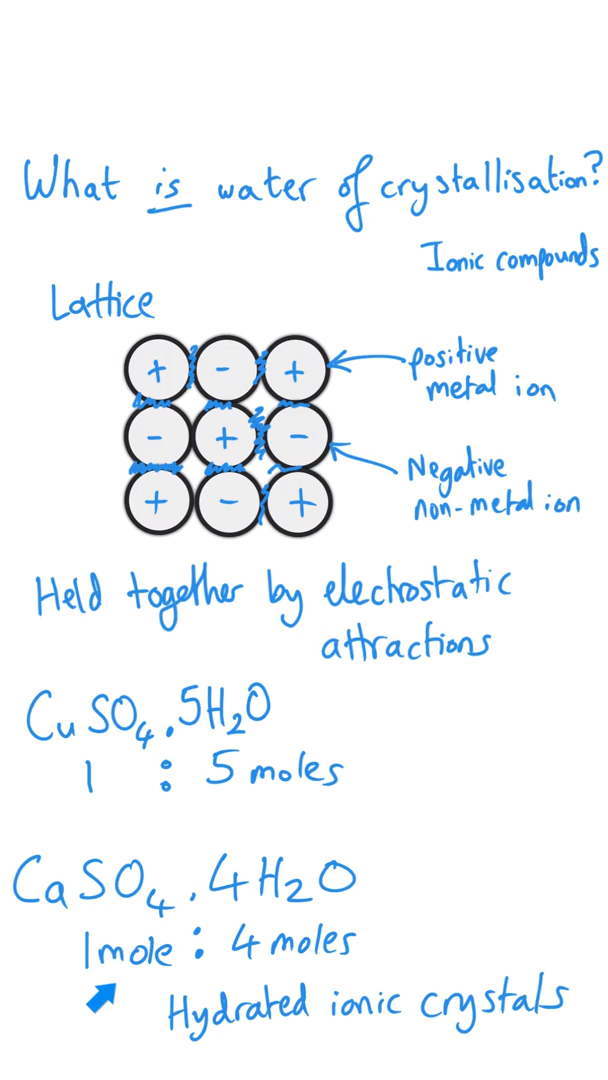 What is water of crystallisation?
Ionic compounds
Lattice
+ - +
- + -
+ - +
positive
metal ion
Negative
non-metal ion
Held together by electrostatic
attractions
CuSO₄.5H₂O
1 : 5 moles
CaSO₄.4H₂O
1mole : 4 moles
Hydrated ionic crystals